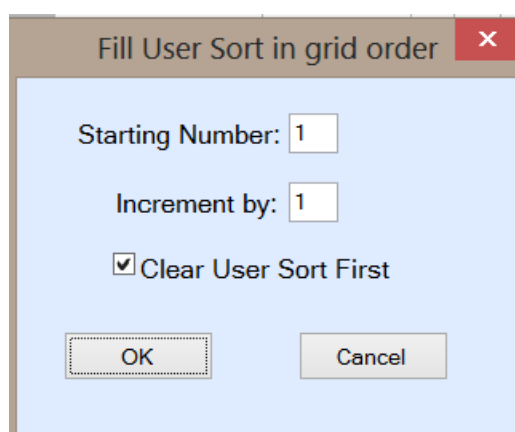 Fill User Sort in grid order
Starting Number: 1
Increment by: 1
Clear User Sort First
OK Cancel